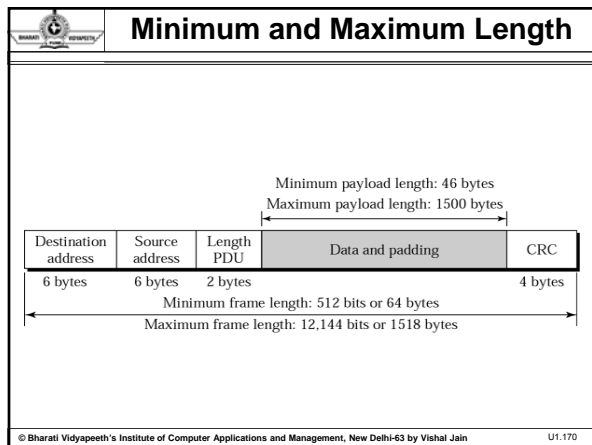 BHARATI
VIDYAPEETH
PUNE
Minimum and Maximum Length
Minimum payload length: 46 bytes
Maximum payload length: 1500 bytes
Destination address
Source address
Length PDU
Data and padding
CRC
6 bytes
6 bytes
2 bytes
4 bytes
Minimum frame length: 512 bits or 64 bytes
Maximum frame length: 12,144 bits or 1518 bytes
© Bharati Vidyapeeth's Institute of Computer Applications and Management, New Delhi-63 by Vishal Jain
U1.170